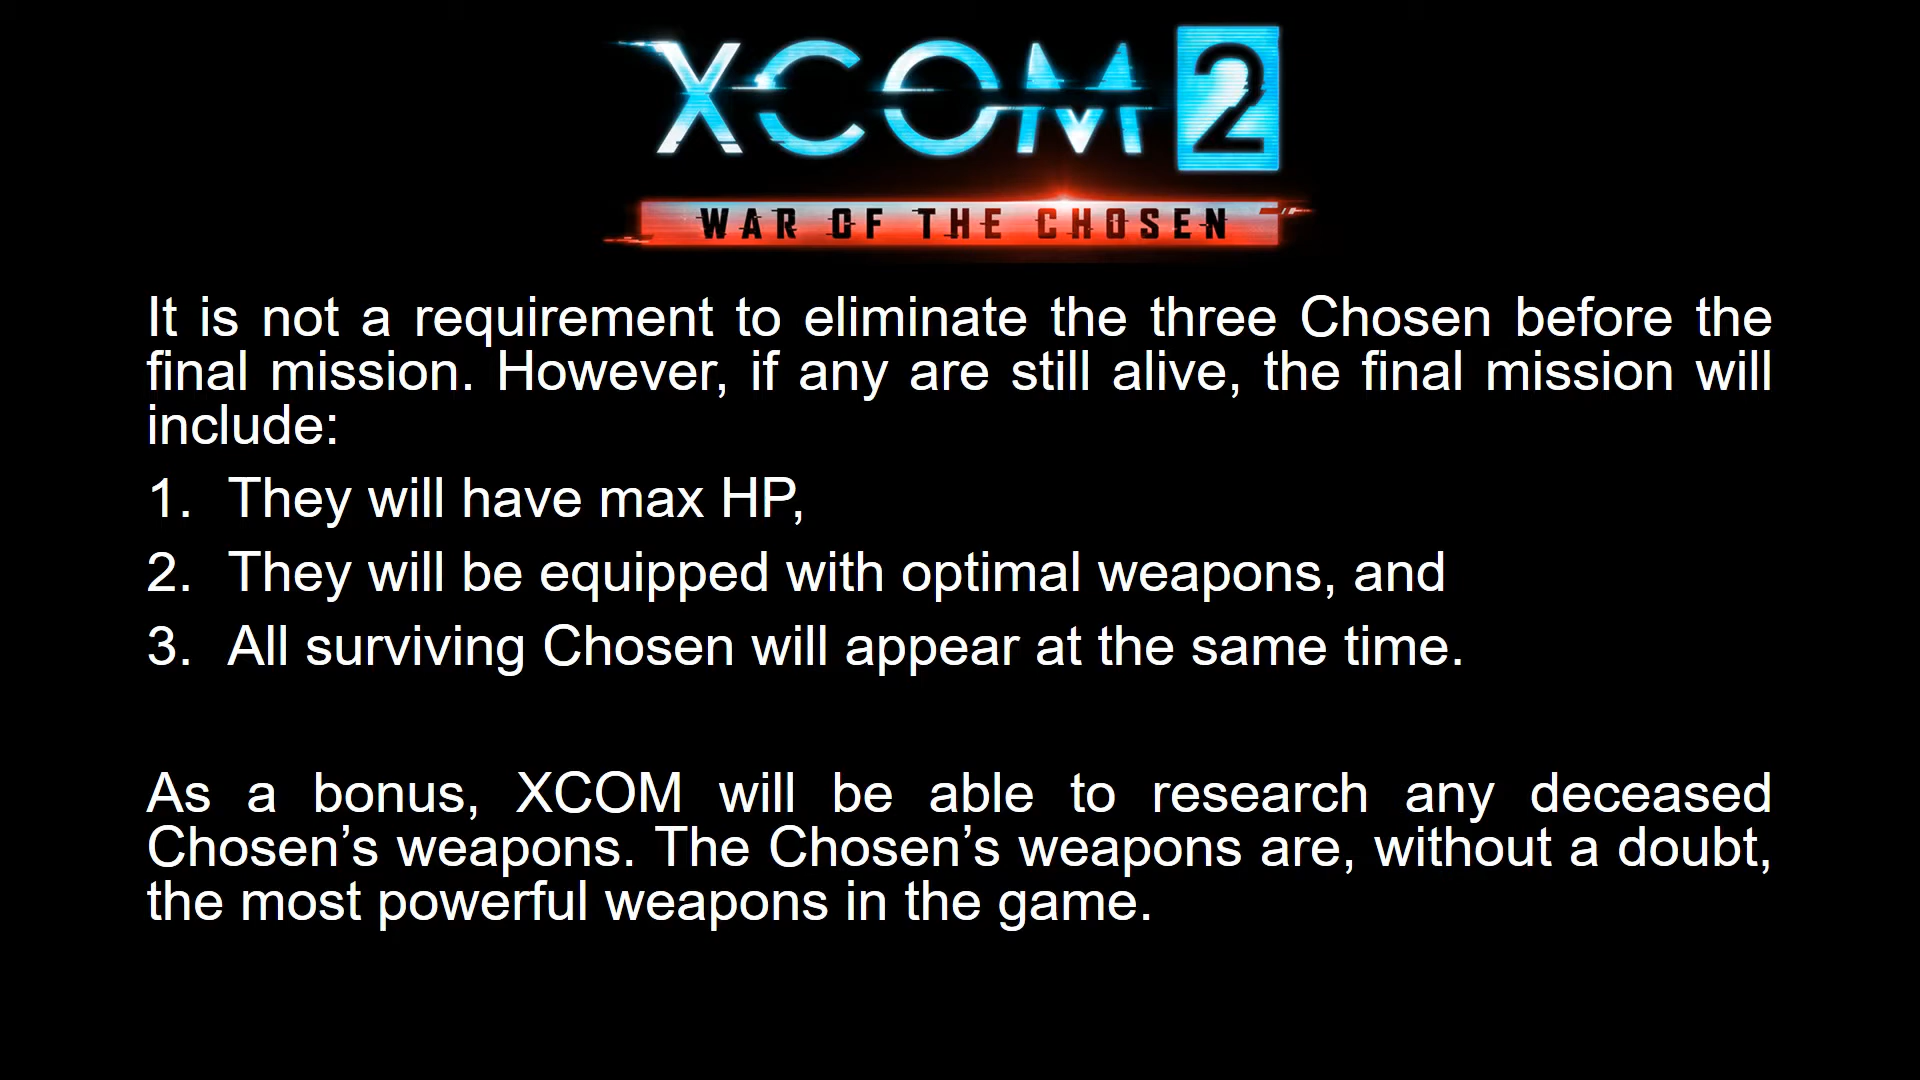 XCOM 2
WAR OF THE CHOSEN
It is not a requirement to eliminate the three Chosen before the
final mission. However, if any are still alive, the final mission will
include:
1. They will have max HP,
2. They will be equipped with optimal weapons, and
3. All surviving Chosen will appear at the same time.
As a bonus, XCOM will be able to research any deceased
Chosen’s weapons. The Chosen’s weapons are, without a doubt,
the most powerful weapons in the game.